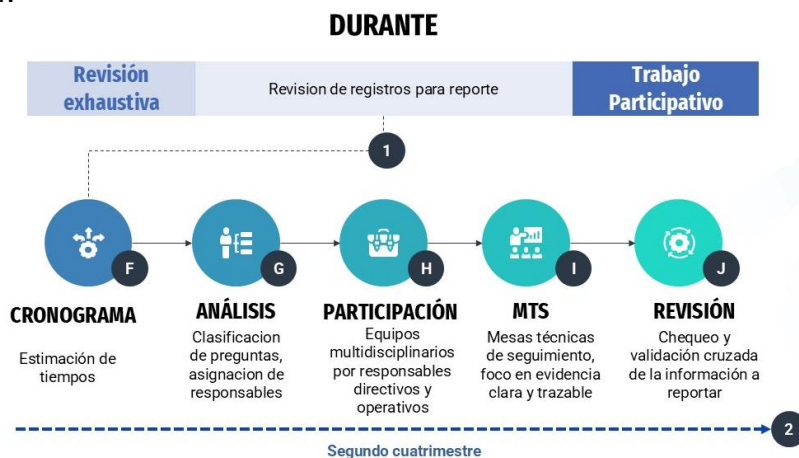 DURANTE
Revisión
exhaustiva
Revision de registros para reporte
Trabajo
Participativo
1
F
G
H
I
J
CRONOGRAMA
Estimación de
tiempos
ANÁLISIS
Clasificacion
de preguntas,
asignacion de
responsables
PARTICIPACIÓN
Equipos
multidisciplinarios
por responsables
directivos y
operativos
MTS
Mesas técnicas
de seguimiento,
foco en evidencia
clara y trazable
REVISIÓN
Chequeo y
validación cruzada
de la información a
reportar
2
Segundo cuatrimestre